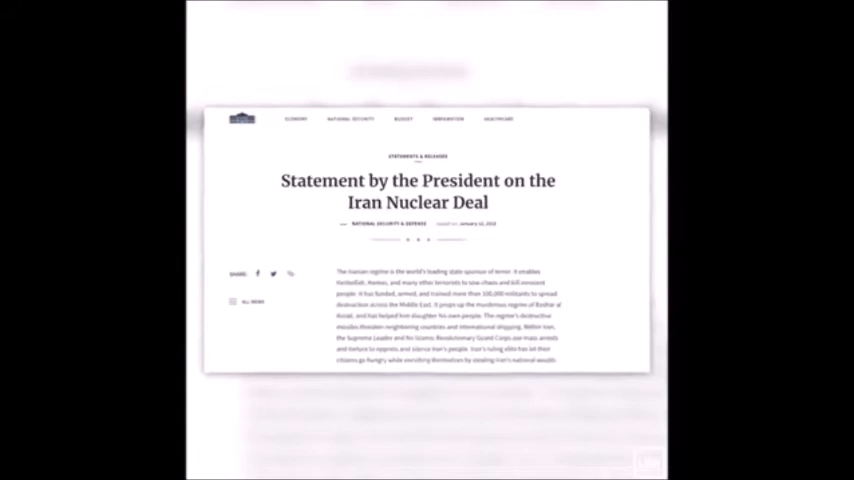 ECONOMY NATIONAL SECURITY BUDGET IMMIGRATION HEALTHCARE
STATEMENTS & RELEASES
Statement by the President on the
Iran Nuclear Deal
NATIONAL SECURITY & DEFENSE Issued on: January 12, 2018
SHARE:
ALL NEWS
The Iranian regime is the world's leading state sponsor of terror. It enables
Hezbollah, Hamas, and many other terrorists to sow chaos and kill innocent
people. It has funded, armed, and trained more than 100,000 militants to spread
destruction across the Middle East. It props up the murderous regime of Bashar al
Assad, and has helped him slaughter his own people. The regime's destructive
missiles threaten neighboring countries and international shipping. Within Iran,
the Supreme Leader and his Islamic Revolutionary Guard Corps use mass arrests
and torture to oppress and silence Iran's people. Iran's ruling elite has let their
citizens go hungry while enriching themselves by stealing Iran's national wealth.